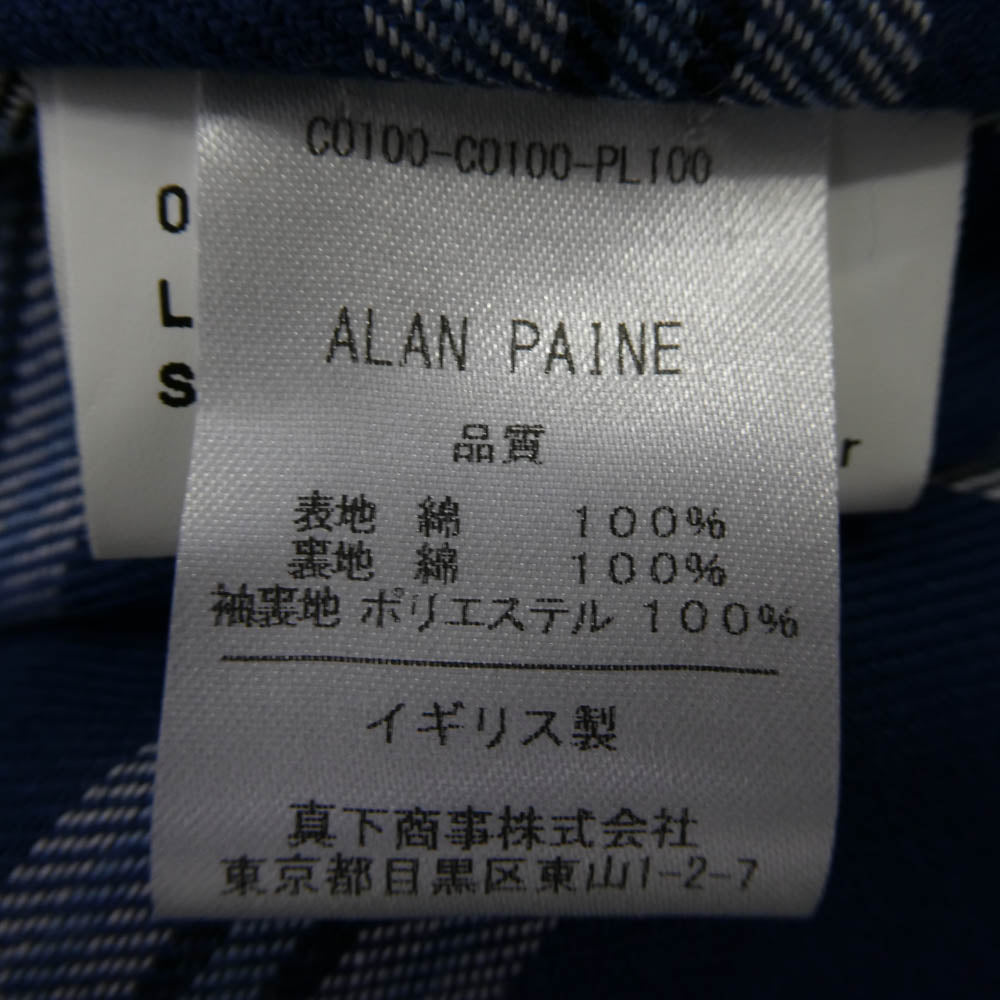 C0100-C0100-PL100
O
L
S
ALAN PAINE
品質
r
表地 綿 100%
裏地 綿 100%
袖裏地 ポリエステル 100%
イギリス製
真下商事株式会社
東京都目黒区東山1-2-7